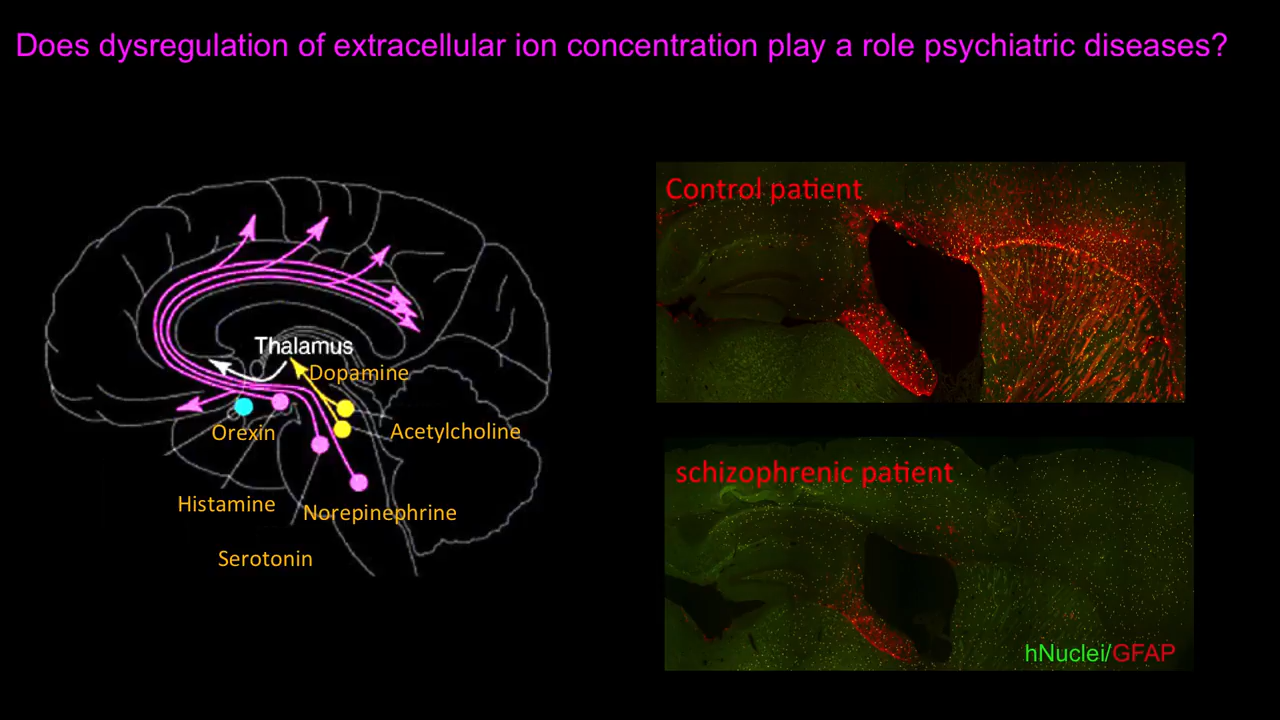 Does dysregulation of extracellular ion concentration play a role psychiatric diseases?
Thalamus
Dopamine
Orexin
Acetylcholine
Histamine
Norepinephrine
Serotonin
Control patient
schizophrenic patient
hNuclei/GFAP